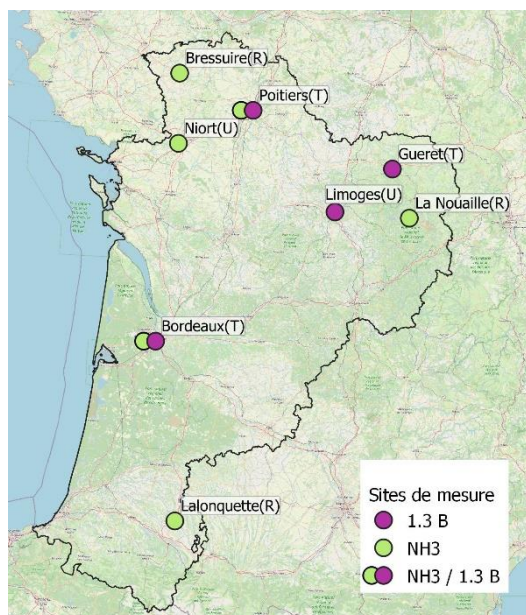 Bressuire(R)
Poitiers(T)
Niort(U)
Gueret(T)
Limoges(U)
La Nouaille(R)
Bordeaux(T)
Lalonquette(R)
Sites de mesure
1.3 B
NH3
NH3 / 1.3 B